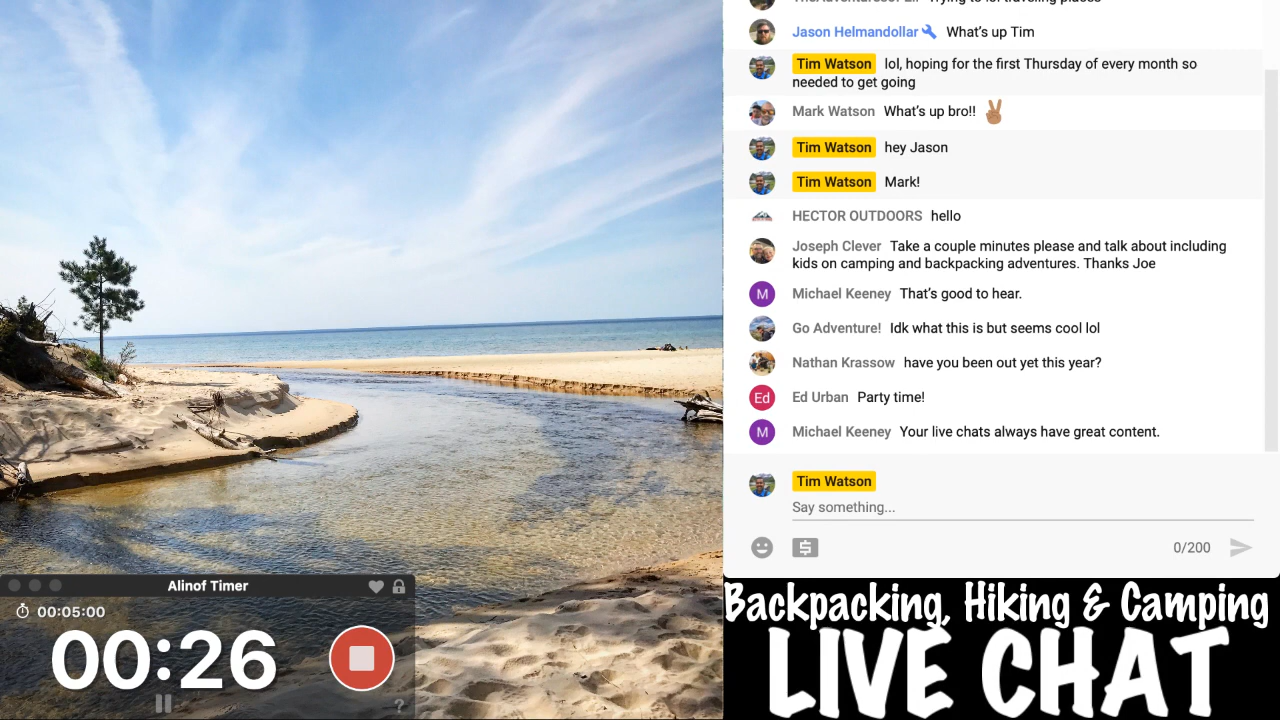 Jason Helmandollar What's up Tim
Tim Watson lol, hoping for the first Thursday of every month so
needed to get going
Mark Watson What's up bro!! ✌🏽
Tim Watson hey Jason
Tim Watson Mark!
HECTOR OUTDOORS hello
Joseph Clever Take a couple minutes please and talk about including
kids on camping and backpacking adventures. Thanks Joe
M Michael Keeney That's good to hear.
Go Adventure! Idk what this is but seems cool lol
Nathan Krassow have you been out yet this year?
Ed Ed Urban Party time!
M Michael Keeney Your live chats always have great content.
Tim Watson
Say something...
0/200
Alinof Timer
00:05:00
00:26
?
Backpacking, Hiking & Camping
LIVE CHAT